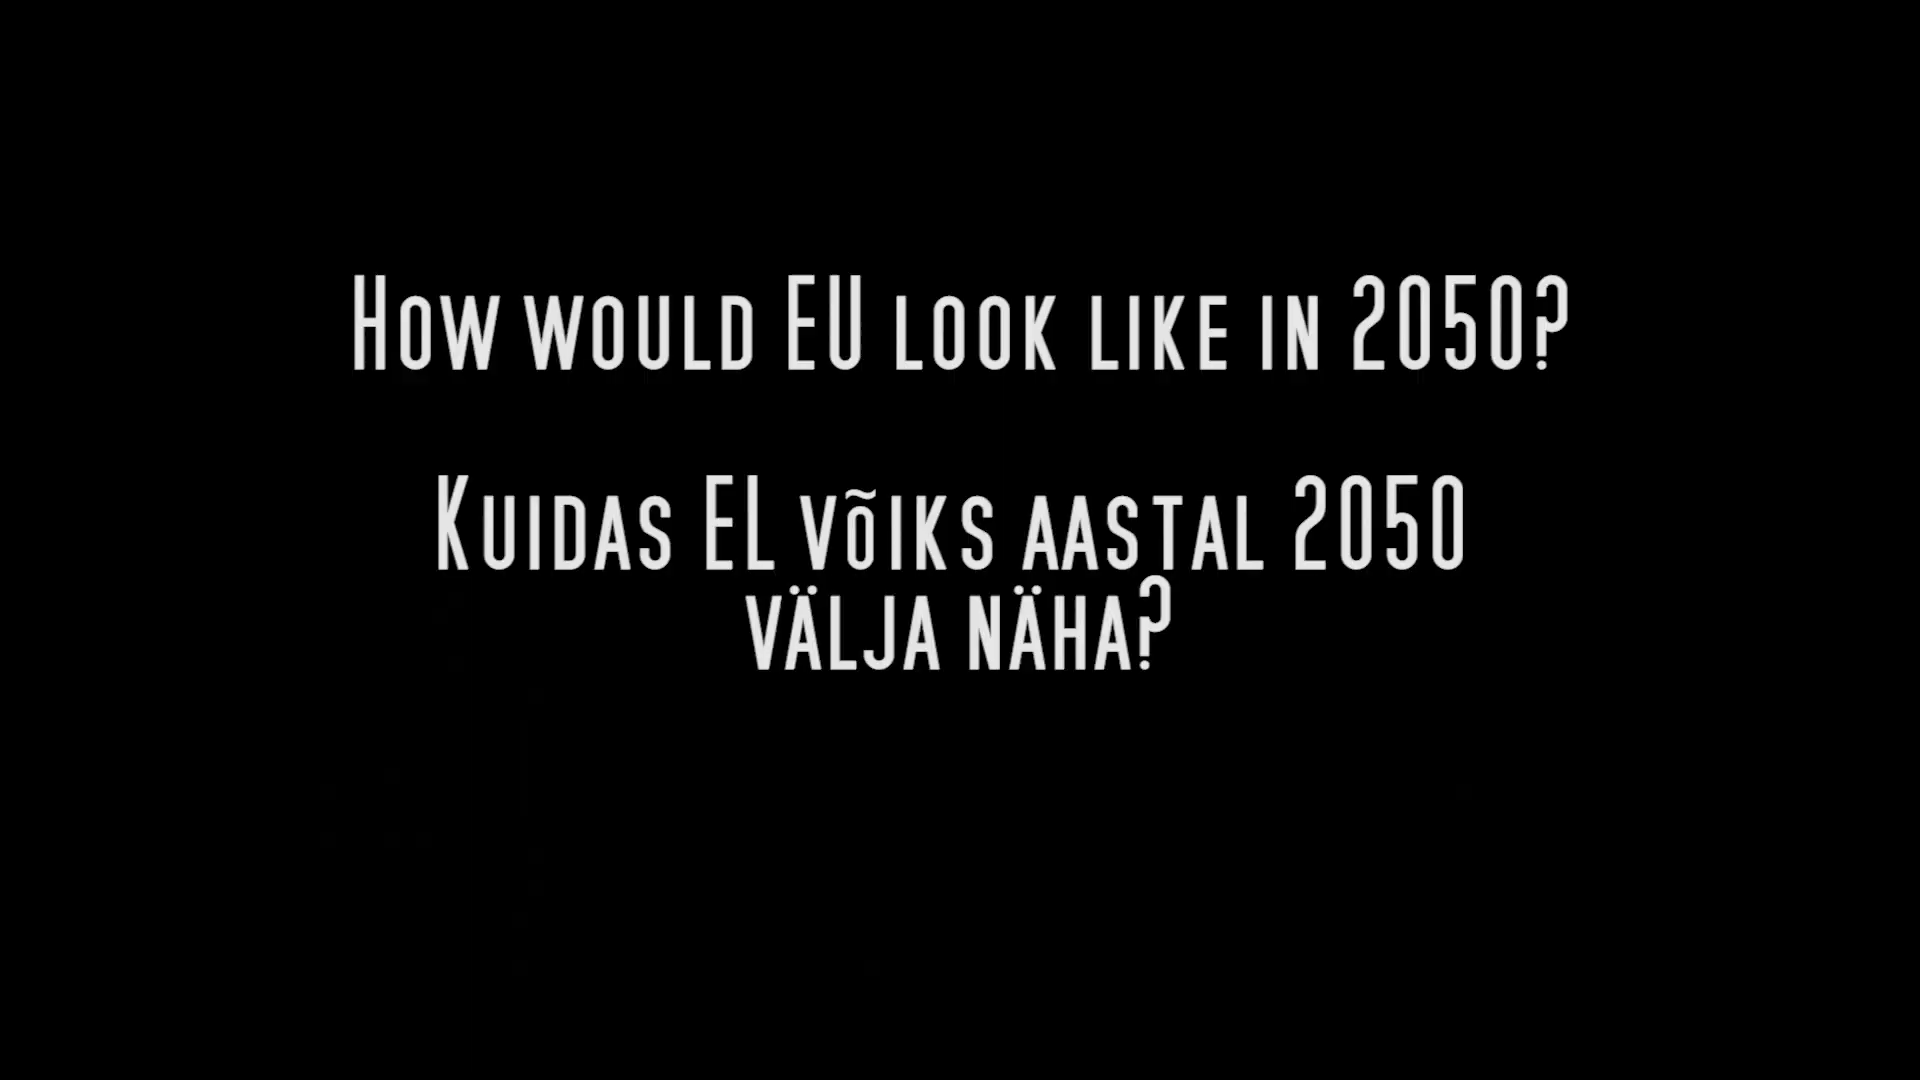 How would EU look like in 2050?
Kuidas EL võiks aastal 2050
välja näha?